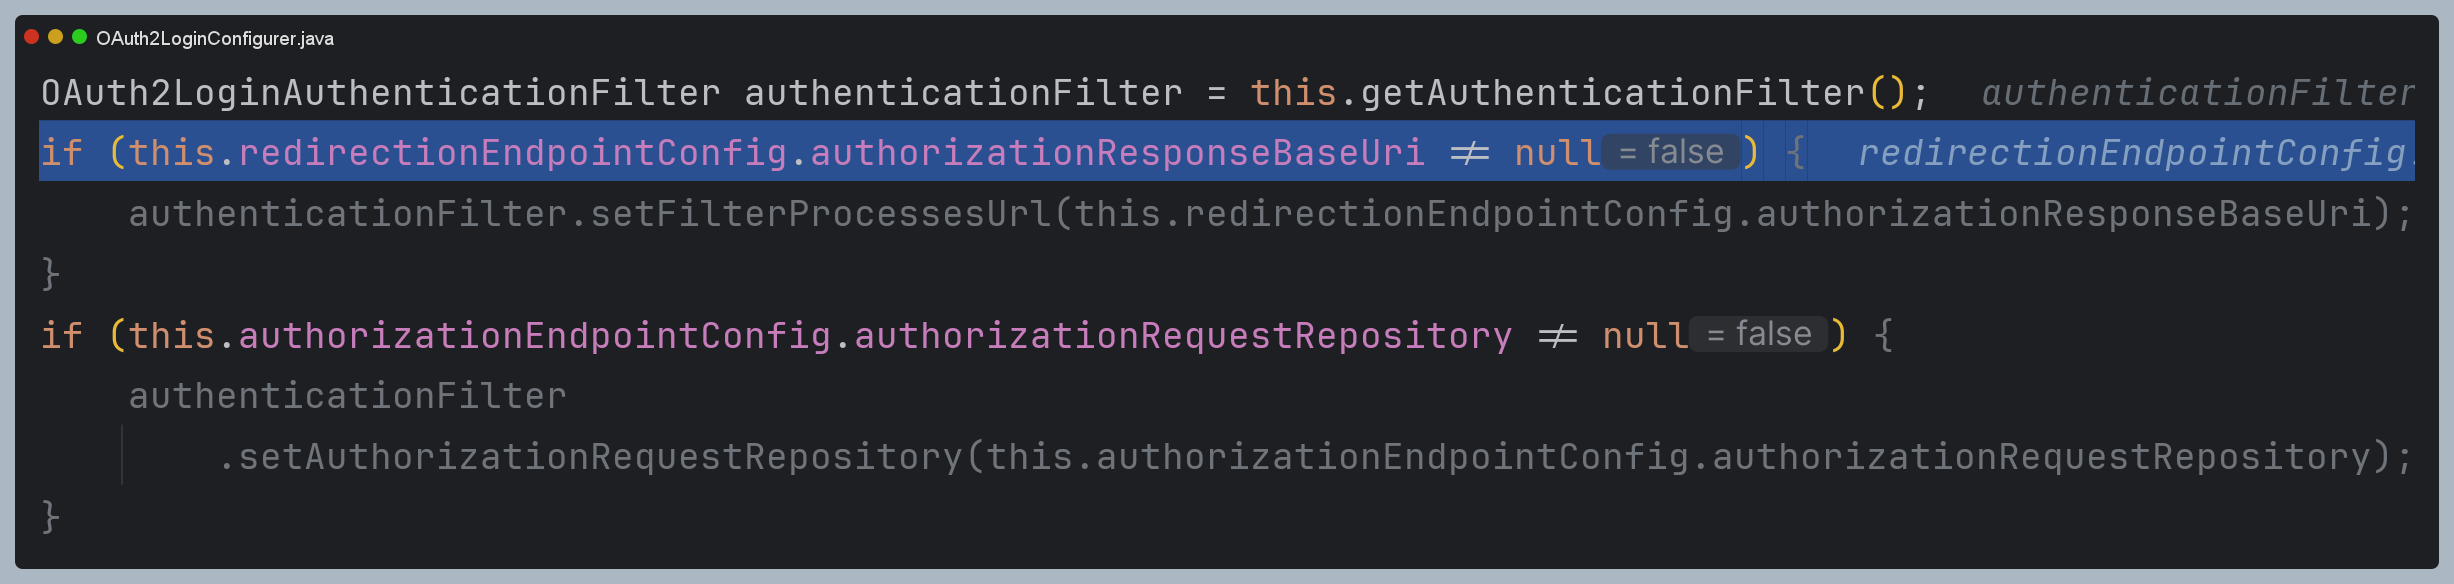 OAuth2LoginConfigurer.java
OAuth2LoginAuthenticationFilter authenticationFilter = this.getAuthenticationFilter(); authenticationFilter
if (this.redirectionEndpointConfig.authorizationResponseBaseUri != null = false ) { redirectionEndpointConfig.
authenticationFilter.setFilterProcessesUrl(this.redirectionEndpointConfig.authorizationResponseBaseUri);
}
if (this.authorizationEndpointConfig.authorizationRequestRepository != null = false ) {
authenticationFilter
.setAuthorizationRequestRepository(this.authorizationEndpointConfig.authorizationRequestRepository);
}